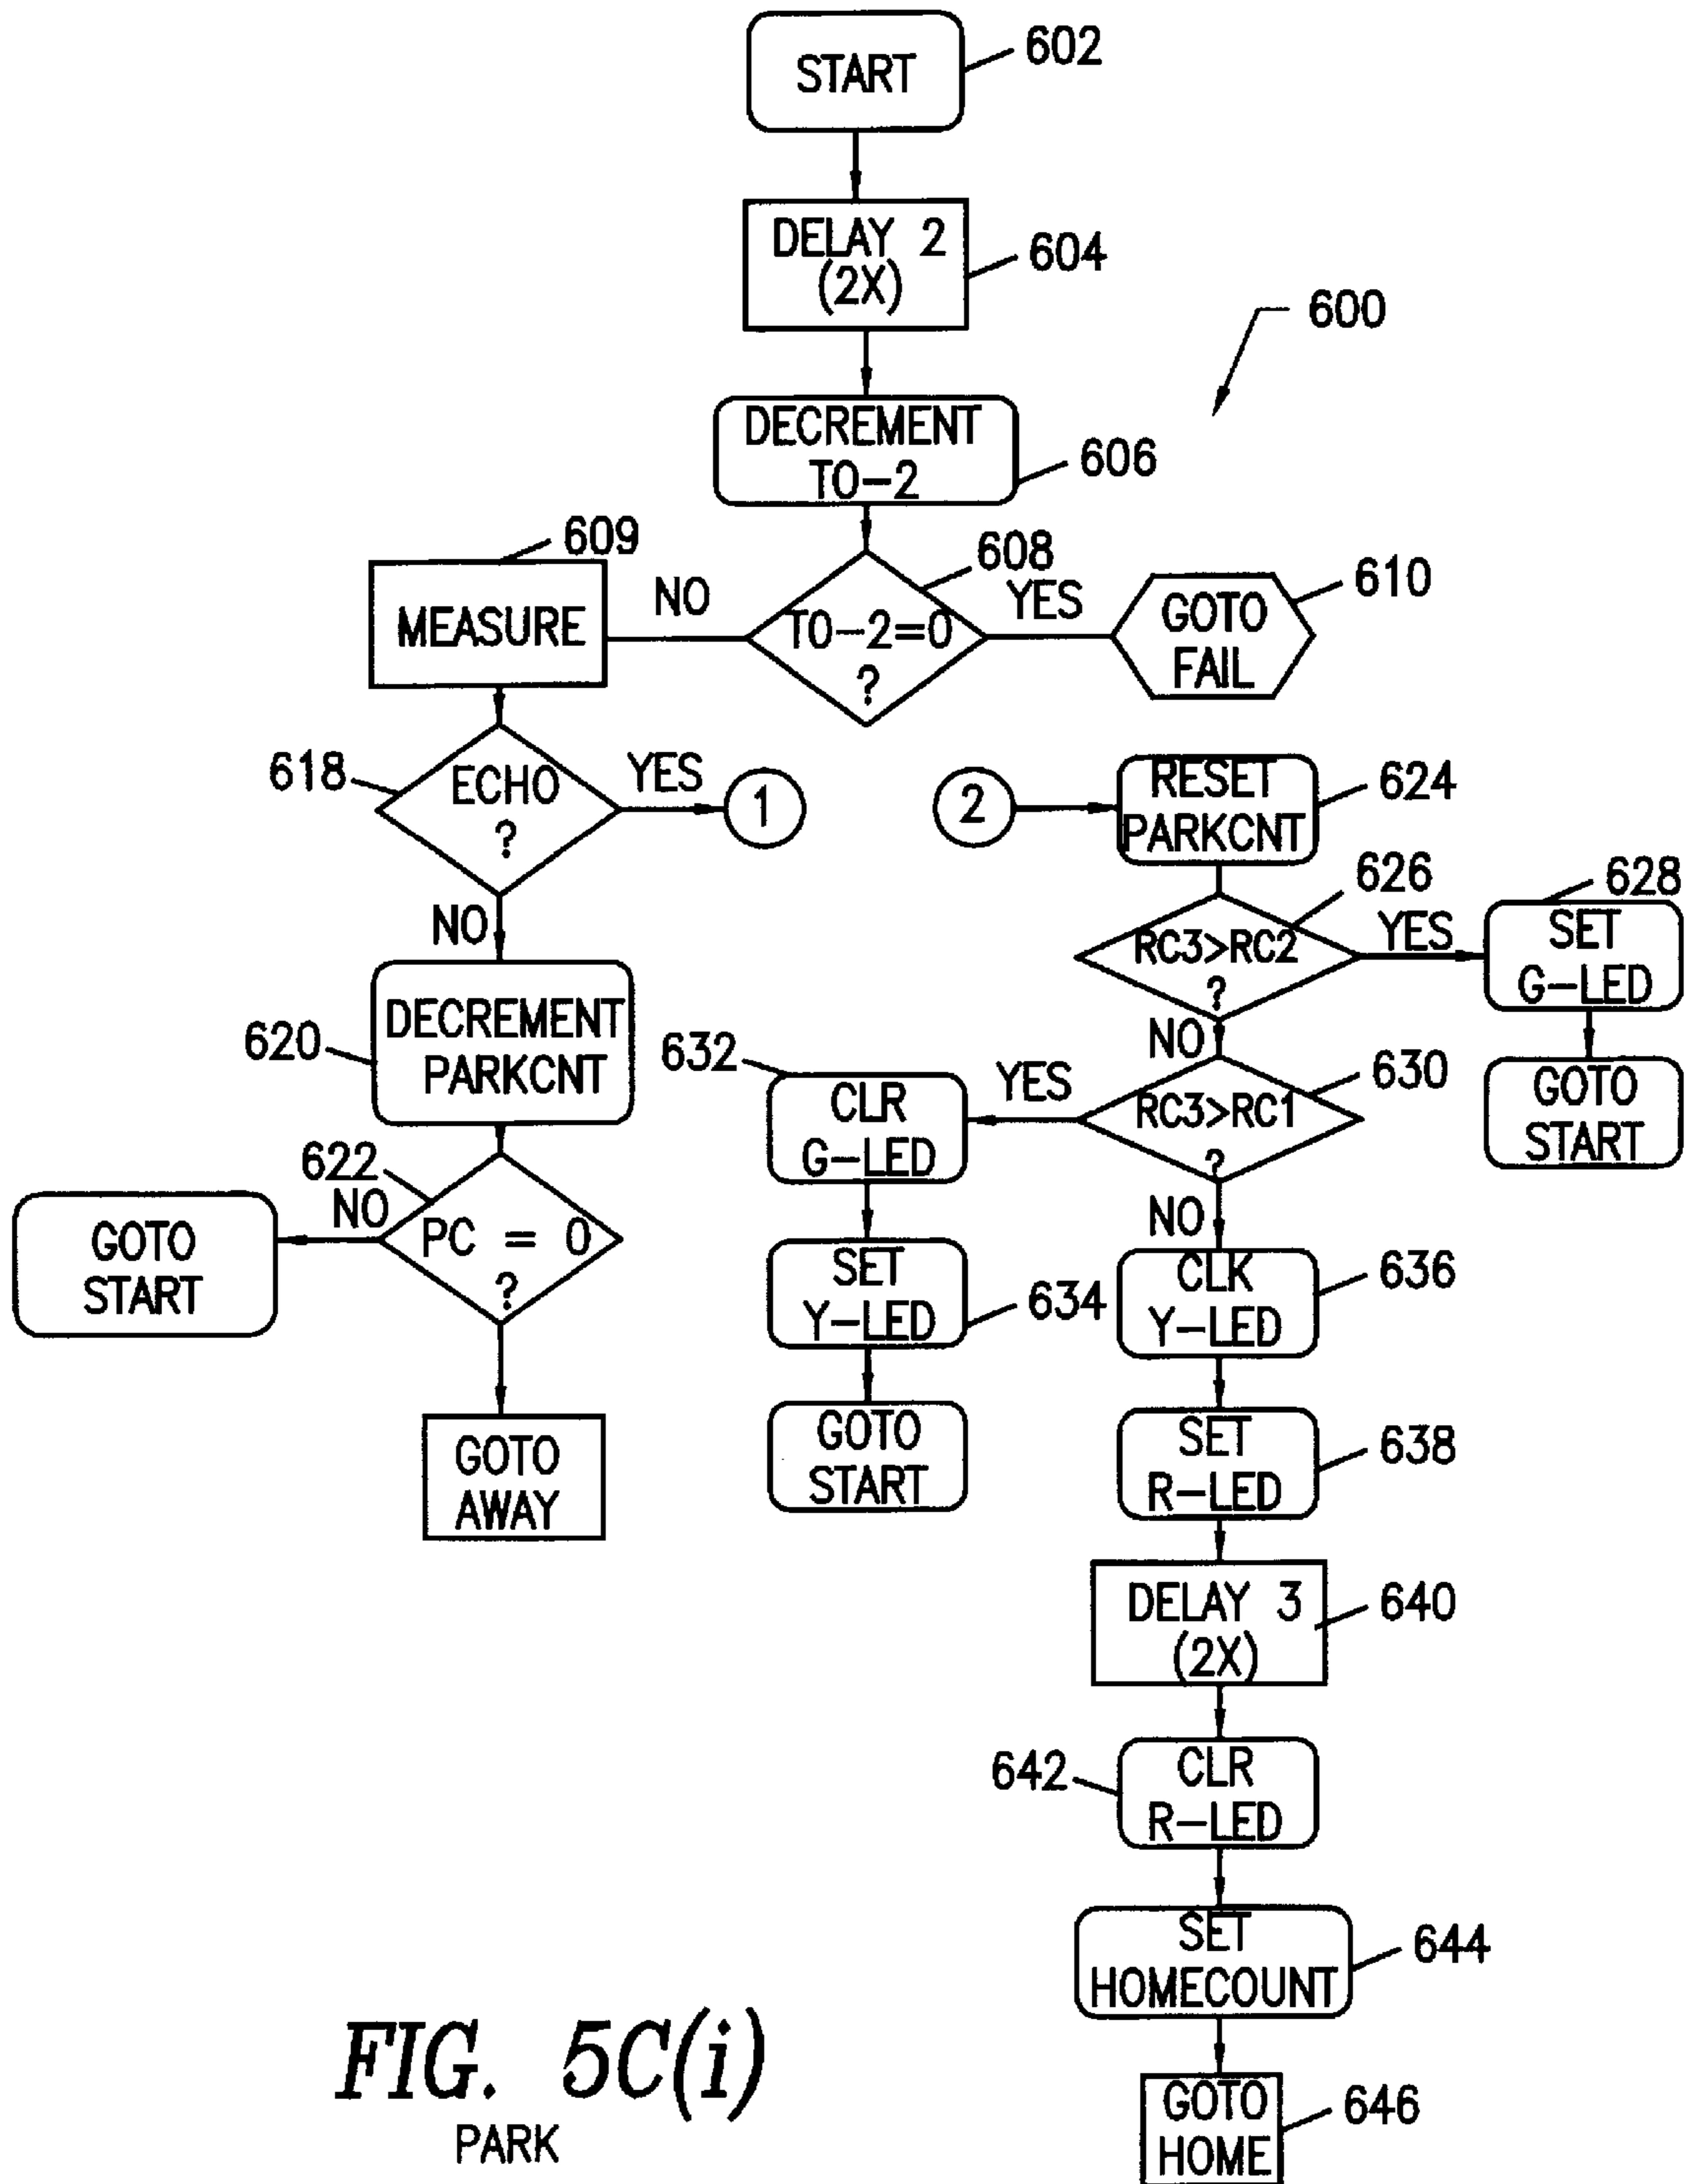 602
START
DELAY 2
(2X)
604
600
DECREMENT
TO-2
606
609
MEASURE
NO
608
TO-2=0
?
YES
610
GOTO
FAIL
618
ECHO
?
YES
1
2
RESET
PARKCNT
624
NO
626
RC3>RC2
?
YES
628
SET
G-LED
620
DECREMENT
PARKCNT
632
CLR
G-LED
YES
NO
RC3>RC1
?
630
GOTO
START
622
NO
PC = 0
?
GOTO
START
SET
Y-LED
634
NO
CLK
Y-LED
636
GOTO
AWAY
GOTO
START
SET
R-LED
638
DELAY 3
(2X)
640
642
CLR
R-LED
SET
HOMECOUNT
644
GOTO
HOME
646
FIG. 5C(i)
PARK